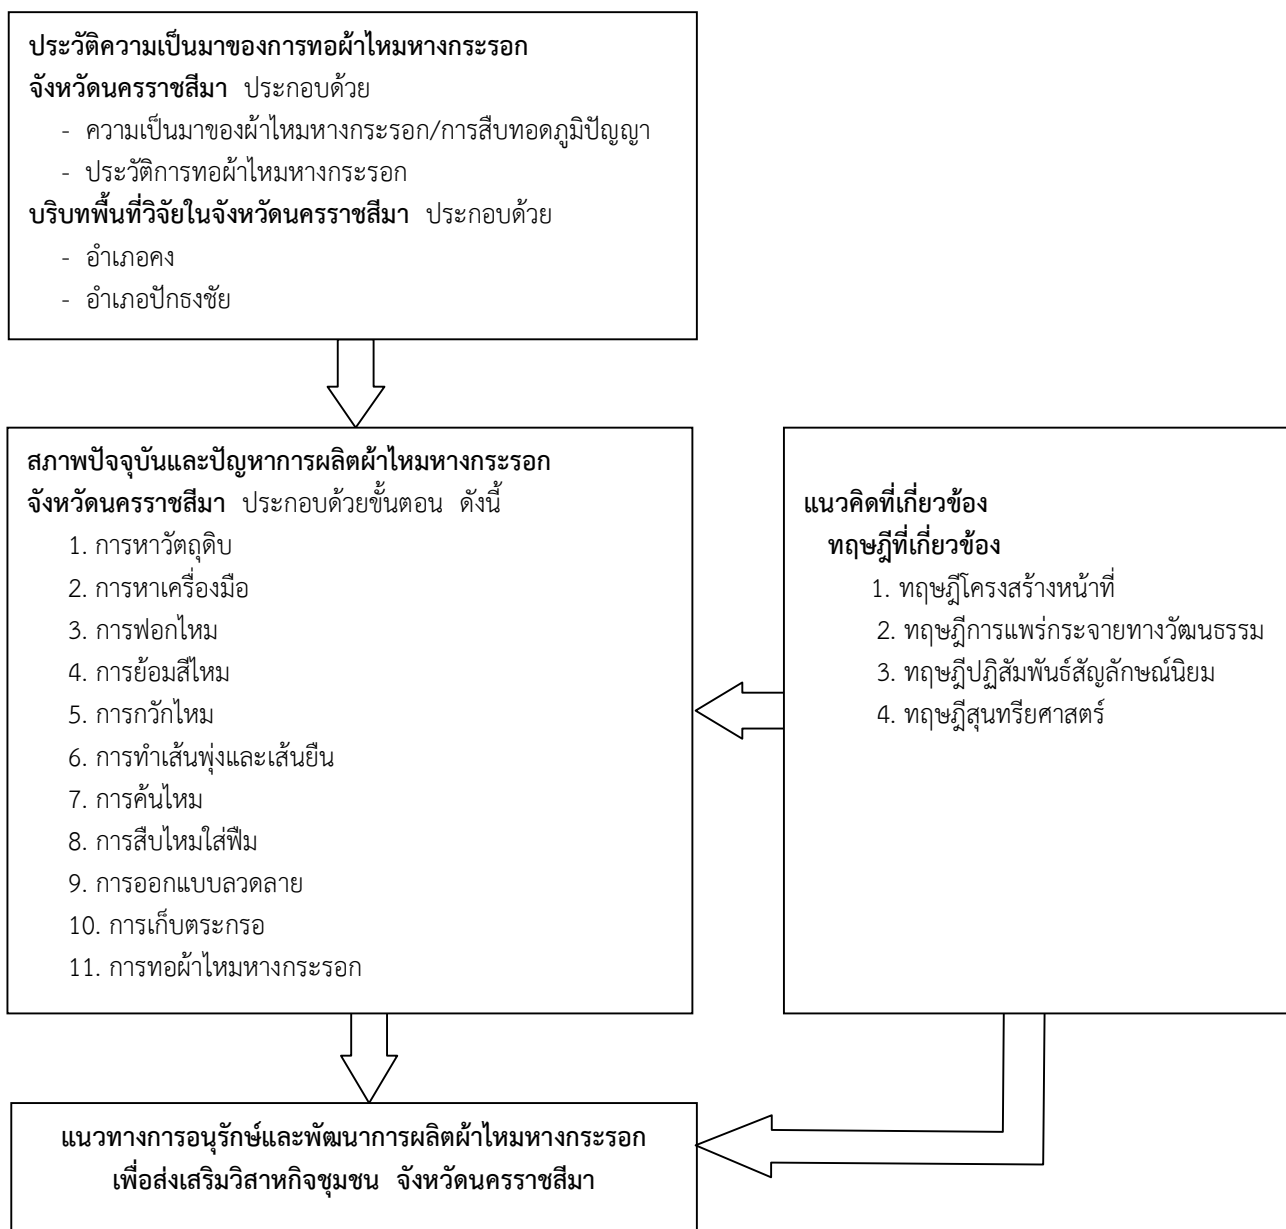 ประวัติความเป็นมาของการทอผ้าไหมหางกระรอก
จังหวัดนครราชสีมา ประกอบด้วย
- ความเป็นมาของผ้าไหมหางกระรอก/การสืบทอดภูมิปัญญา
- ประวัติการทอผ้าไหมหางกระรอก
บริบทพื้นที่วิจัยในจังหวัดนครราชสีมา ประกอบด้วย
- อำเภอคง
- อำเภอปักธงชัย
สภาพปัจจุบันและปัญหาการผลิตผ้าไหมหางกระรอก
จังหวัดนครราชสีมา ประกอบด้วยขั้นตอน ดังนี้
1. การหาวัตถุดิบ
2. การหาเครื่องมือ
3. การฟอกไหม
4. การย้อมสีไหม
5. การกวักไหม
6. การทำเส้นพุ่งและเส้นยืน
7. การค้นไหม
8. การสืบไหมใส่ฟืม
9. การออกแบบลวดลาย
10. การเก็บตระกรอ
11. การทอผ้าไหมหางกระรอก
แนวคิดที่เกี่ยวข้อง
ทฤษฎีที่เกี่ยวข้อง
1. ทฤษฎีโครงสร้างหน้าที่
2. ทฤษฎีการแพร่กระจายทางวัฒนธรรม
3. ทฤษฎีปฏิสัมพันธ์สัญลักษณ์นิยม
4. ทฤษฎีสุนทรียศาสตร์
แนวทางการอนุรักษ์และพัฒนาการผลิตผ้าไหมหางกระรอก
เพื่อส่งเสริมวิสาหกิจชุมชน จังหวัดนครราชสีมา